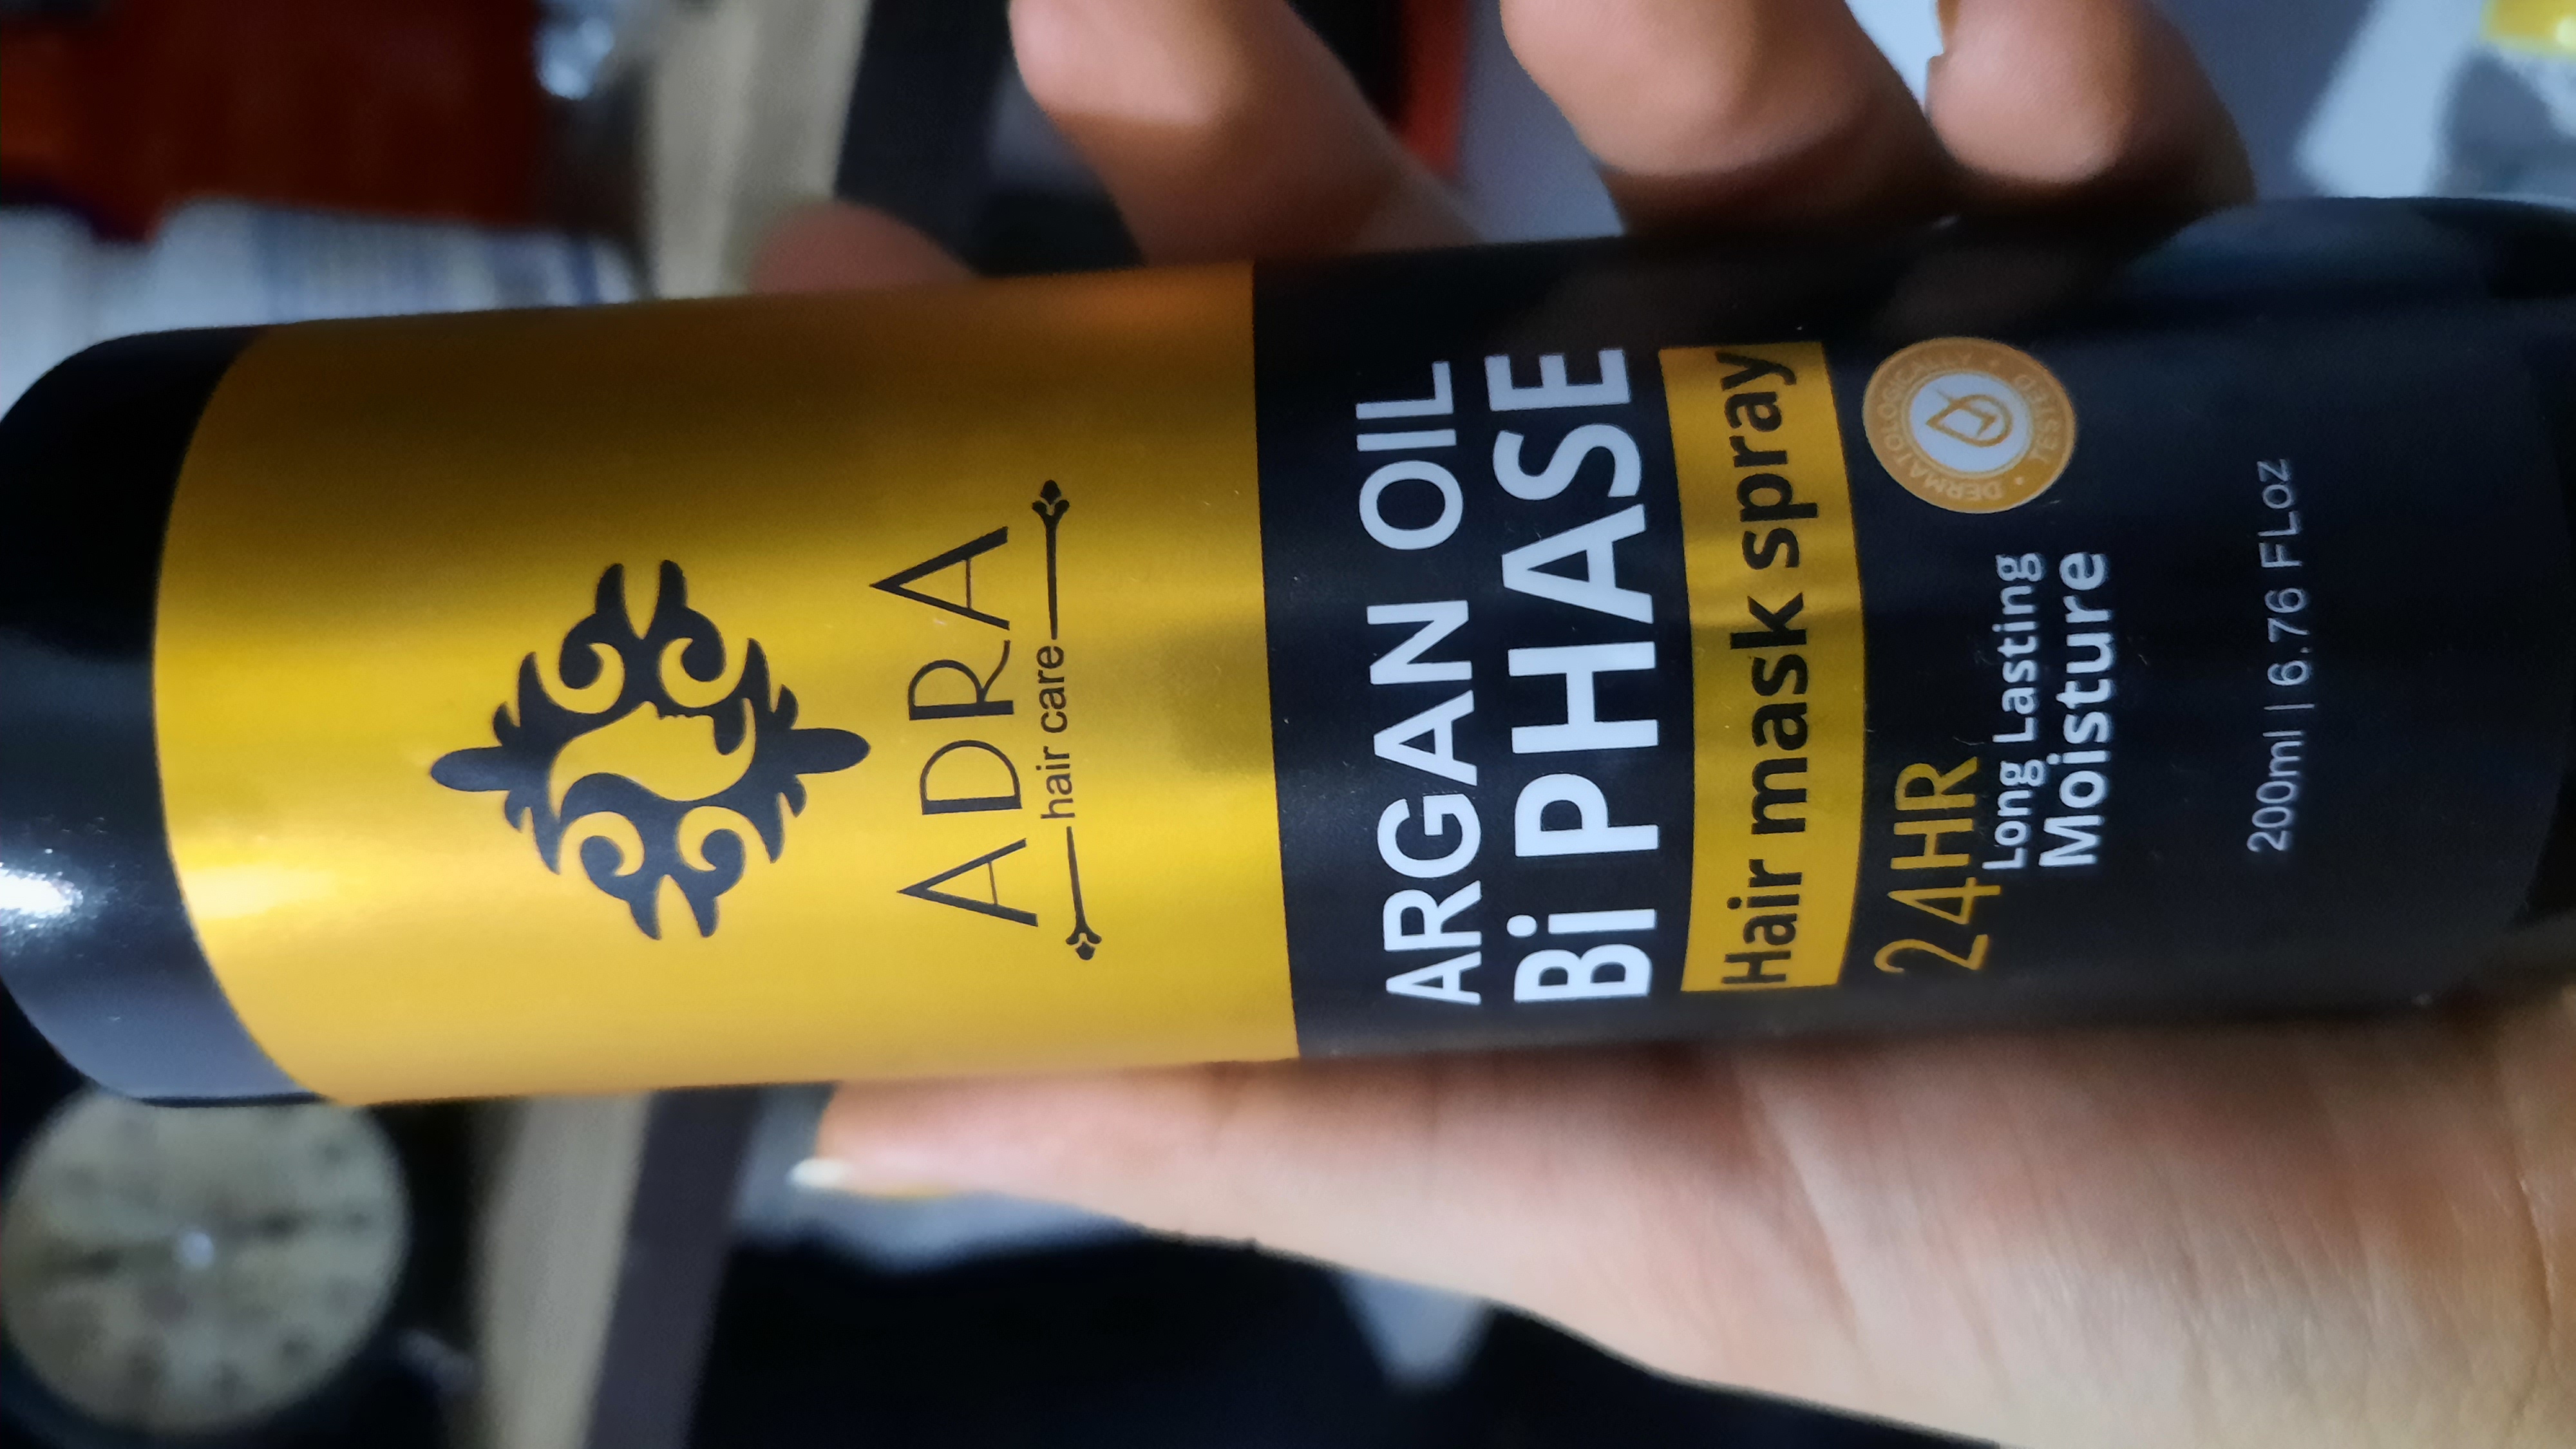 ADRA
hair care
ARGAN OIL
Bi PHASE
Hair mask spray
24HR
Long Lasting
Moisture
DERMATOLOGICALLY • TESTED •
200ml | 6.76 FLoz